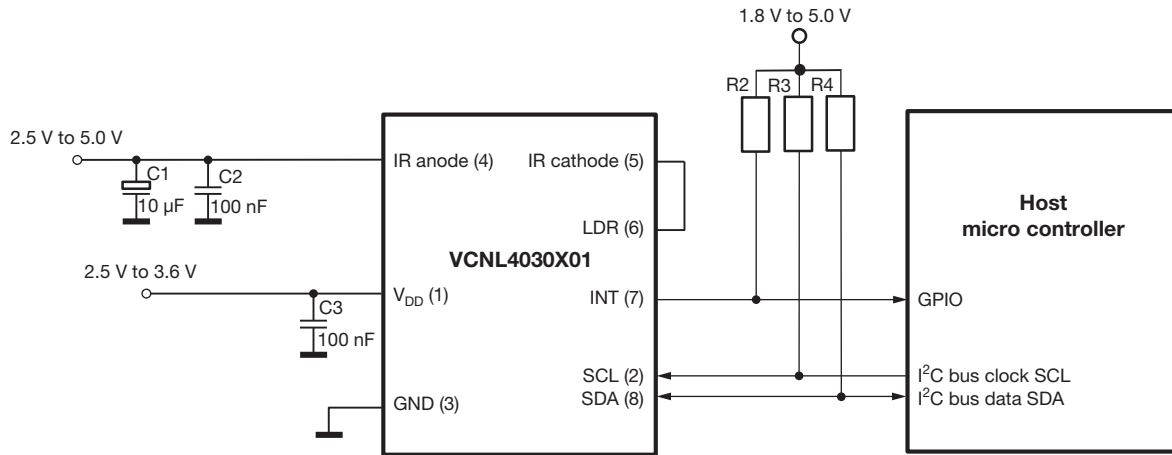 1.8 V to 5.0 V
R2 R3 R4
2.5 V to 5.0 V
C1
10 µF
C2
100 nF
2.5 V to 3.6 V
C3
100 nF
IR anode (4)
IR cathode (5)
LDR (6)
VCNL4030X01
V_DD (1)
INT (7)
SCL (2)
SDA (8)
GND (3)
Host
micro controller
GPIO
I²C bus clock SCL
I²C bus data SDA